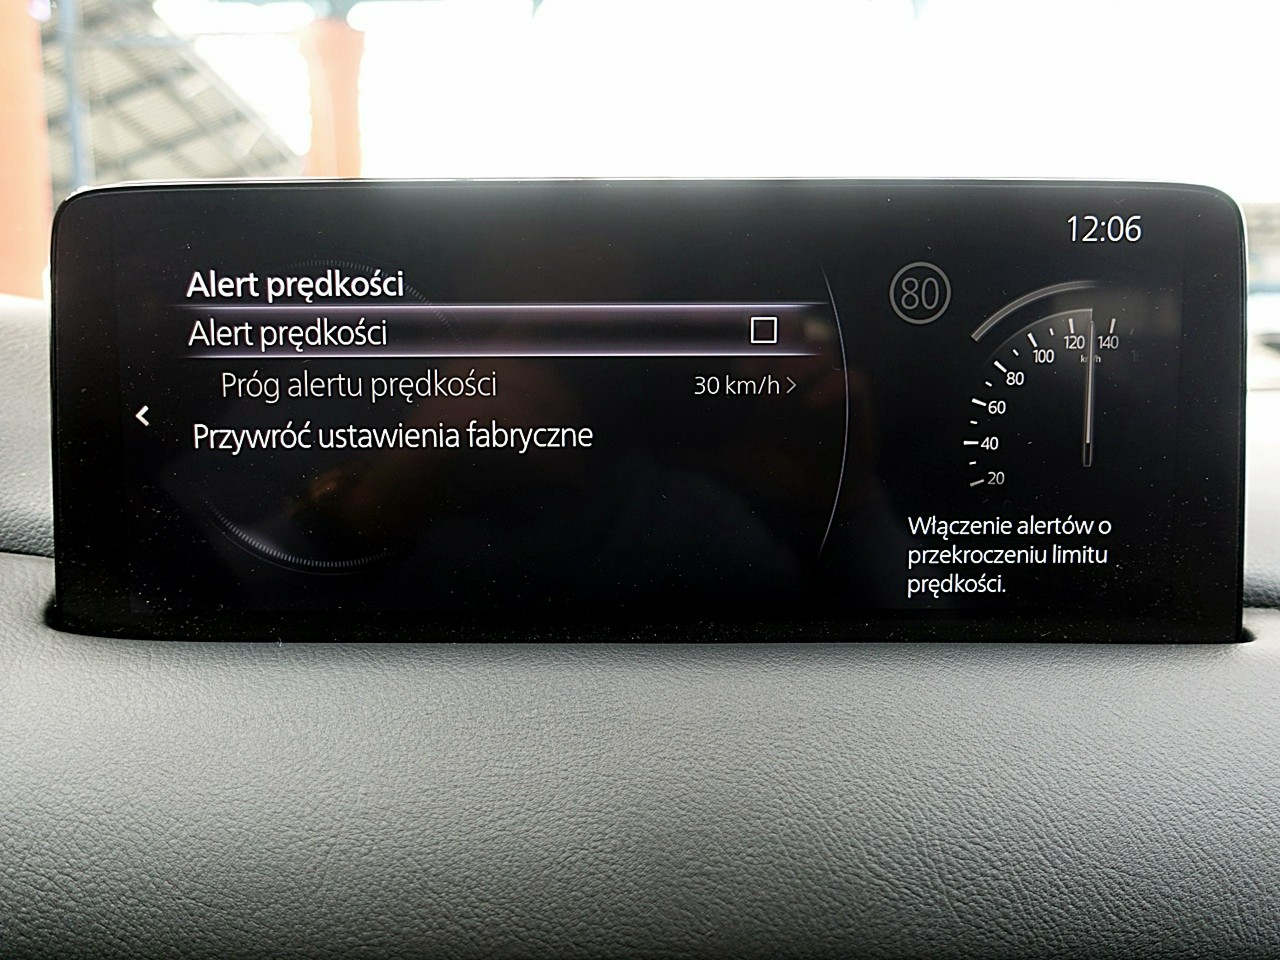 12:06
Alert prędkości
Alert prędkości
Próg alertu prędkości 30 km/h >
Przywróć ustawienia fabryczne
80
20
40
60
80
100
120
140
km/h
Włączenie alertów o
przekroczeniu limitu
prędkości.